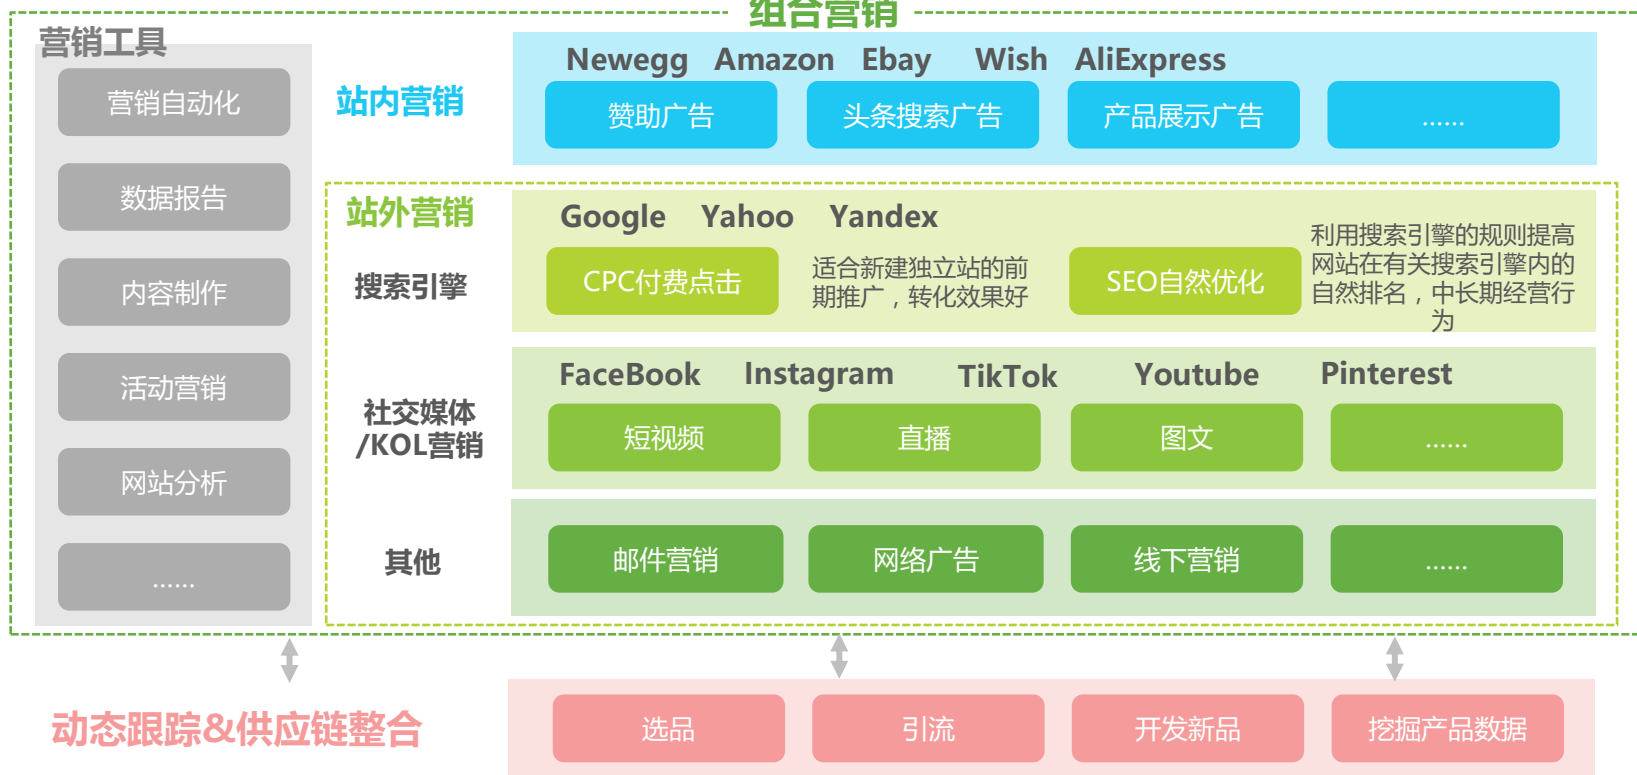 组合营销
营销工具
营销自动化
数据报告
内容制作
活动营销
网站分析
......
站内营销
Newegg Amazon Ebay Wish AliExpress
赞助广告
头条搜索广告
产品展示广告
......
站外营销
搜索引擎
Google Yahoo Yandex
CPC付费点击
适合新建独立站的前
期推广，转化效果好
SEO自然优化
利用搜索引擎的规则提高
网站在有关搜索引擎内的
自然排名，中长期经营行
为
社交媒体
/KOL营销
FaceBook Instagram TikTok Youtube Pinterest
短视频
直播
图文
......
其他
邮件营销
网络广告
线下营销
......
动态跟踪&供应链整合
选品
引流
开发新品
挖掘产品数据